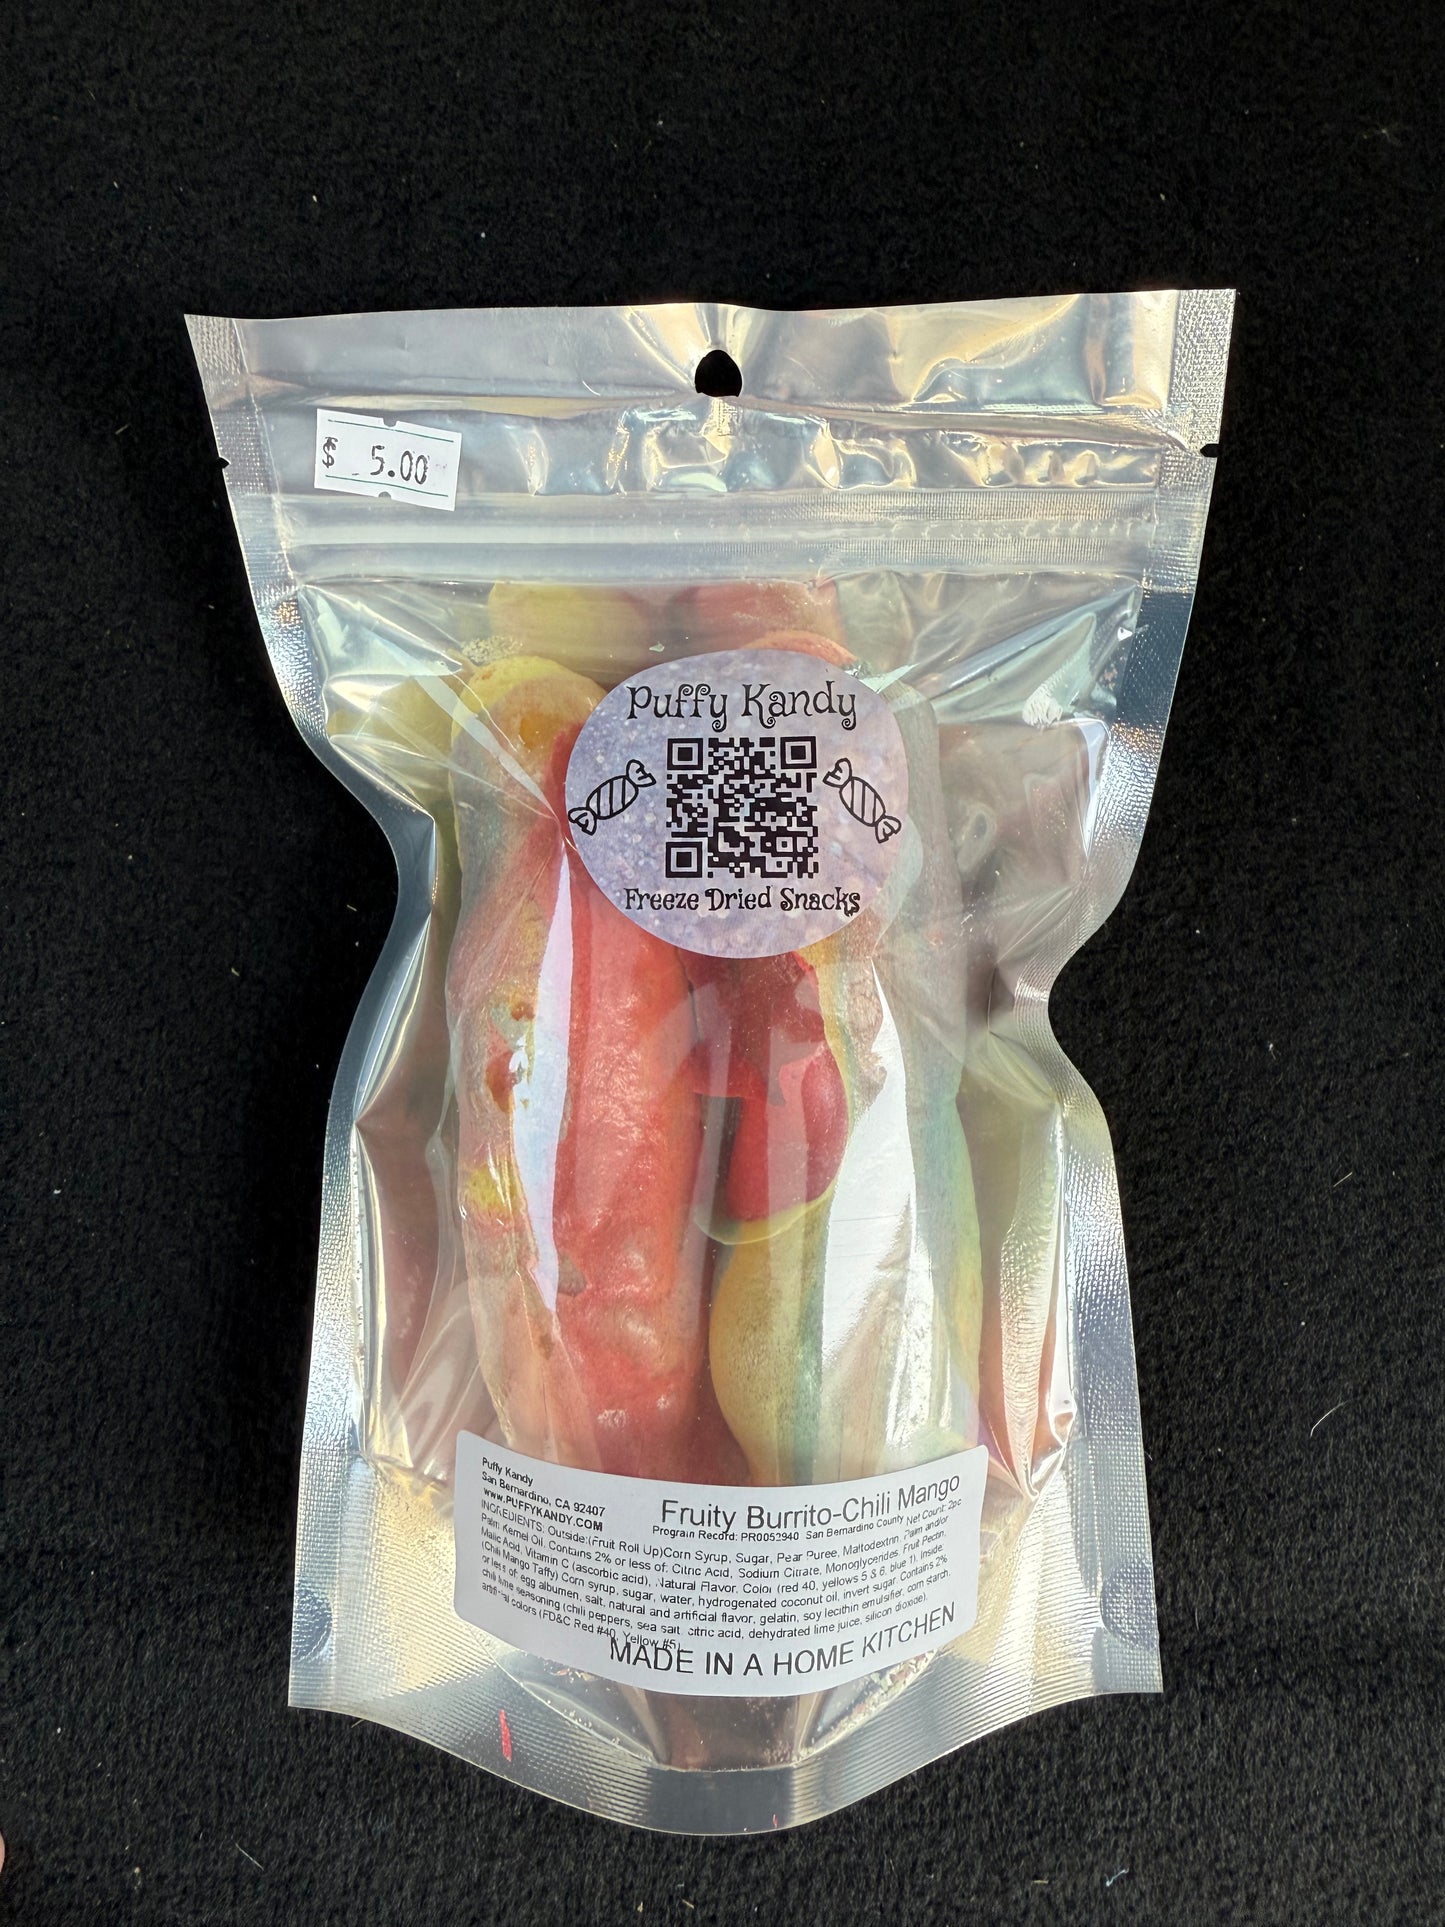 $ 5.00
Puffy Kandy
Freeze Dried Snacks
Puffy Kandy
San Bernardino, CA 92407
www.PUFFYKANDY.COM
Fruity Burrito-Chili Mango
Program Record: PR0052940 San Bernardino County Net Count: 2pc
INGREDIENTS: Outside:(Fruit Roll Up)Corn Syrup, Sugar, Pear Puree, Maltodextrin, Palm and/or
Palm Kernel Oil. Contains 2% or less of: Citric Acid, Sodium Citrate, Monoglycerides, Fruit Pectin,
Malic Acid, Vitamin C (ascorbic acid), Natural Flavor, Color (red 40, yellows 5 & 6, blue 1). Inside:
(Chili Mango Taffy) Corn syrup, sugar, water, hydrogenated coconut oil, invert sugar. Contains 2%
or less of: egg albumen, salt, natural and artificial flavor, gelatin, soy lecithin emulsifier, corn starch,
chili lime seasoning (chili peppers, sea salt, citric acid, dehydrated lime juice, silicon dioxide),
artificial colors (FD&C Red #40, Yellow #5)
MADE IN A HOME KITCHEN